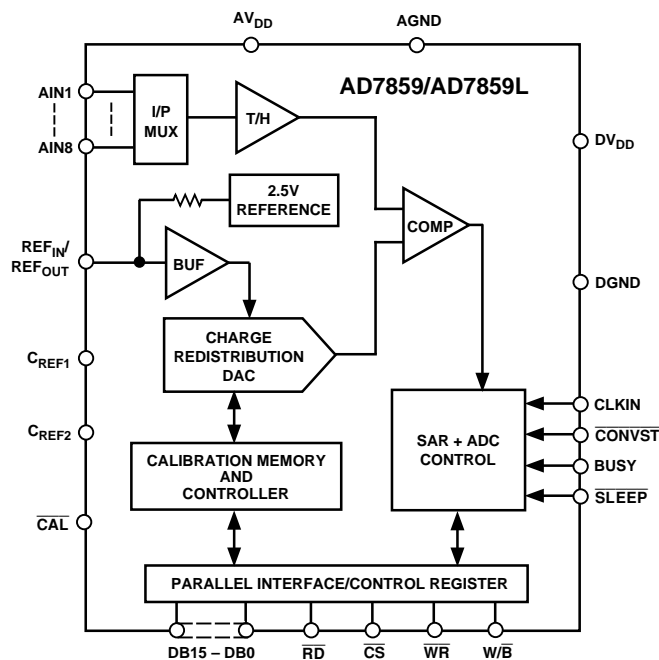 AVDD
AGND
AD7859/AD7859L
AIN1
I/P
MUX
T/H
AIN8
DVDD
2.5V
REFERENCE
COMP
REFIN/
REFOUT
BUF
DGND
CHARGE
REDISTRIBUTION
DAC
CREF1
CLKIN
CREF2
SAR + ADC
CONTROL
CONVST
CALIBRATION MEMORY
AND
CONTROLLER
BUSY
SLEEP
CAL
PARALLEL INTERFACE/CONTROL REGISTER
DB15 – DB0
RD
CS
WR
W/B